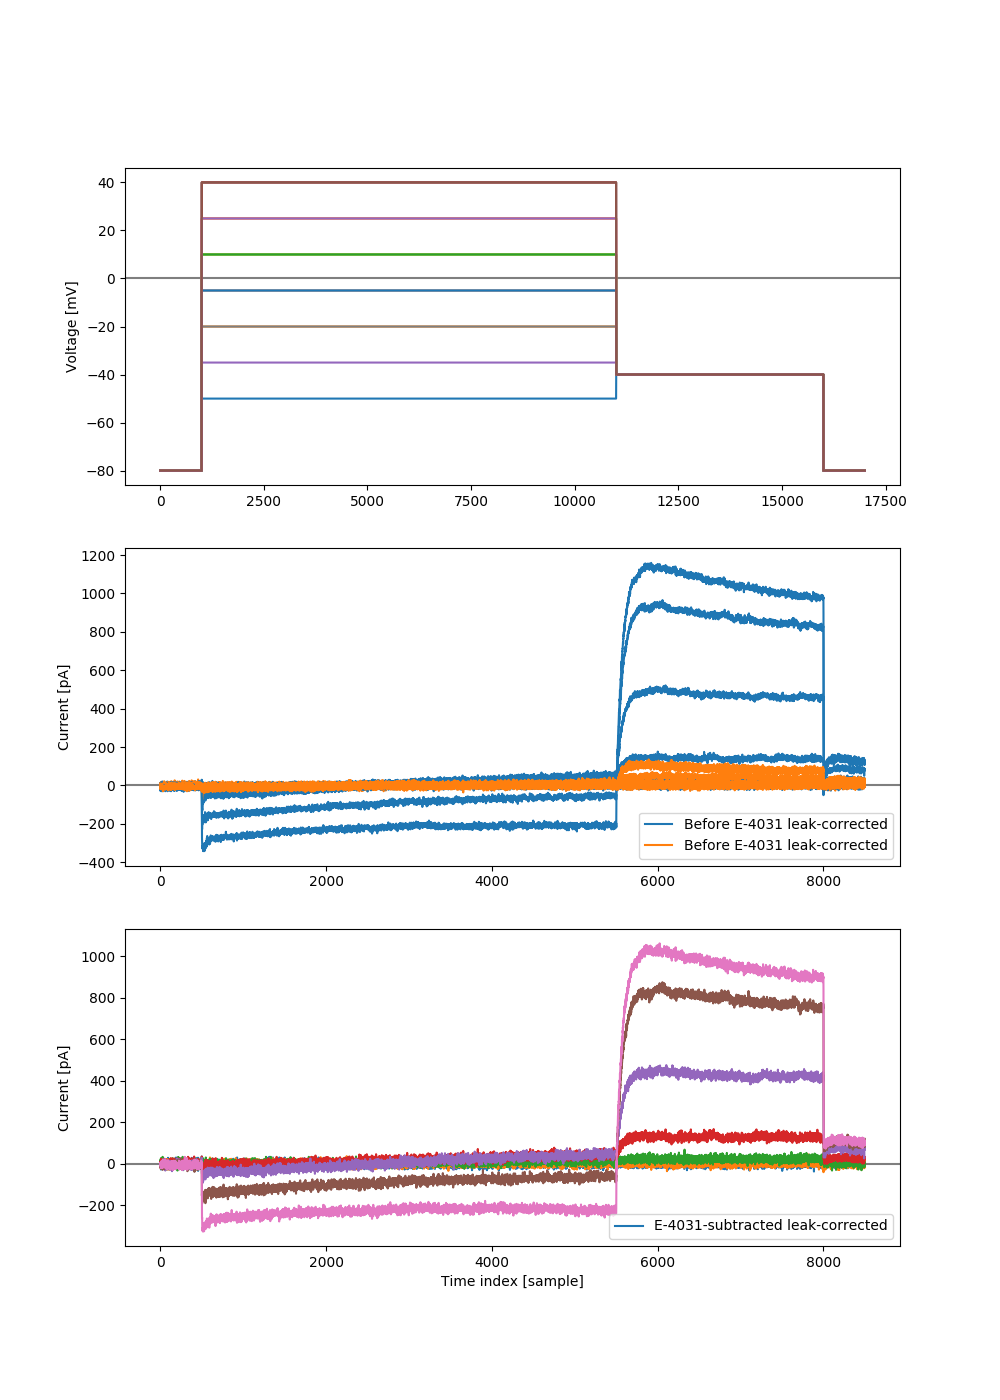 40
20
0
−20
−40
−60
−80
Voltage [mV]
0 2500 5000 7500 10000 12500 15000 17500
1200
1000
800
600
400
200
0
−200
−400
Current [pA]
Before E-4031 leak-corrected
Before E-4031 leak-corrected
0 2000 4000 6000 8000
1000
800
600
400
200
0
−200
Current [pA]
E-4031-subtracted leak-corrected
0 2000 4000 6000 8000
Time index [sample]